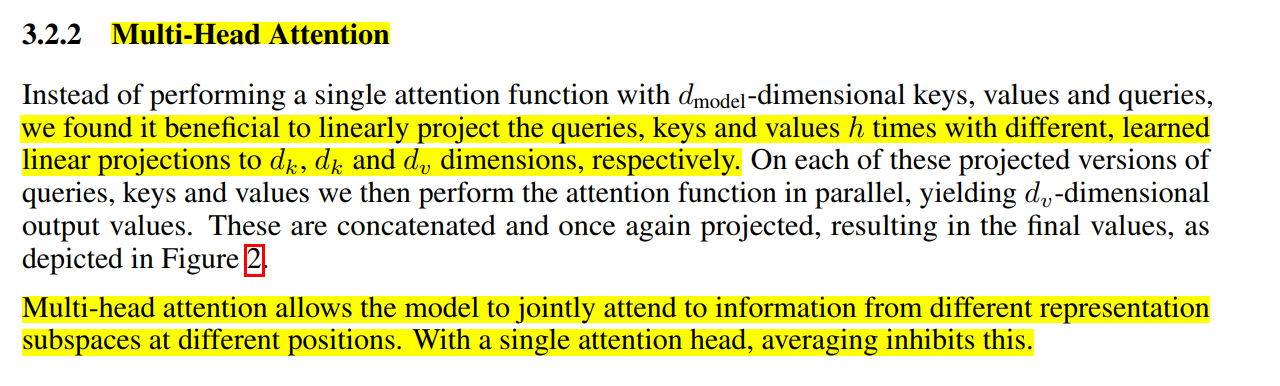 3.2.2 Multi-Head Attention
Instead of performing a single attention function with d_model-dimensional keys, values and queries,
we found it beneficial to linearly project the queries, keys and values h times with different, learned
linear projections to d_k, d_k and d_v dimensions, respectively. On each of these projected versions of
queries, keys and values we then perform the attention function in parallel, yielding d_v-dimensional
output values. These are concatenated and once again projected, resulting in the final values, as
depicted in Figure 2.
Multi-head attention allows the model to jointly attend to information from different representation
subspaces at different positions. With a single attention head, averaging inhibits this.